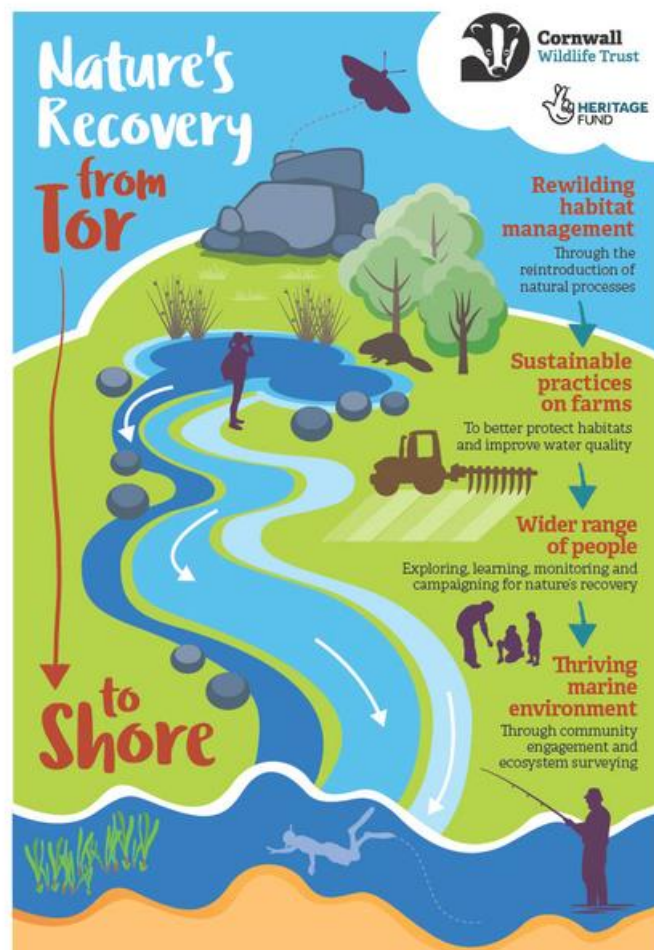 Nature's
Recovery
from
Tor
to
Shore
Cornwall
Wildlife Trust
HERITAGE
FUND
Rewilding
habitat
management
Through the
reintroduction of
natural processes
Sustainable
practices
on farms
To better protect habitats
and improve water quality
Wider range
of people
Exploring, learning, monitoring and
campaigning for nature's recovery
Thriving
marine
environment
Through community
engagement and
ecosystem surveying